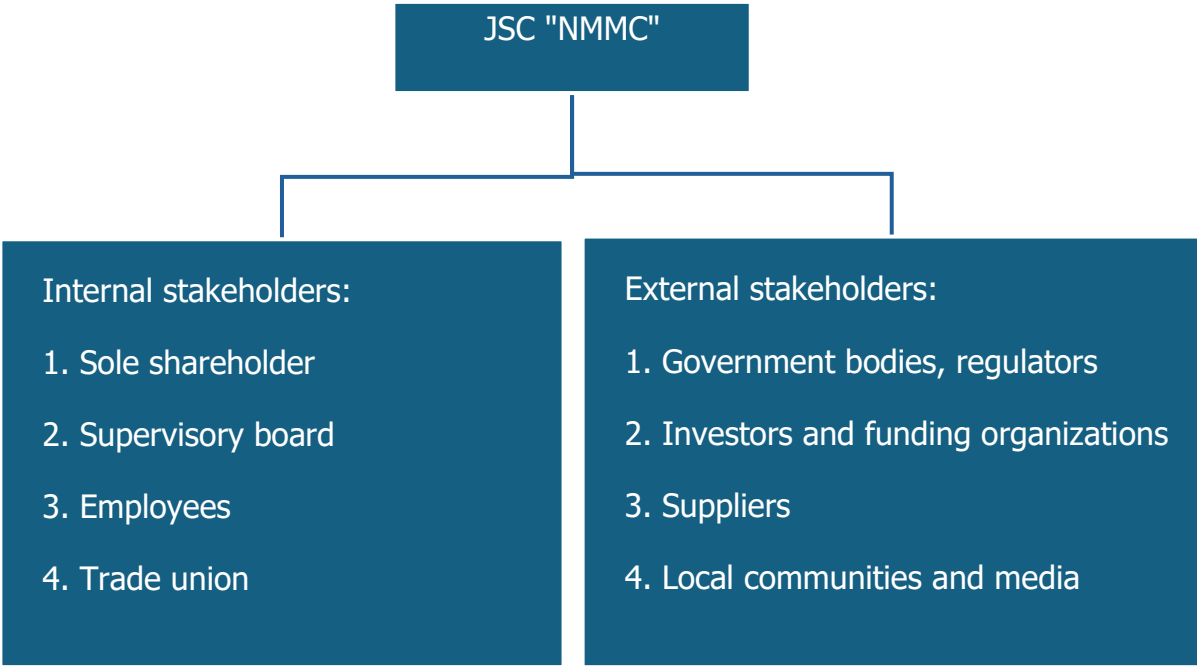 JSC "NMMC"
Internal stakeholders:
1. Sole shareholder
2. Supervisory board
3. Employees
4. Trade union
External stakeholders:
1. Government bodies, regulators
2. Investors and funding organizations
3. Suppliers
4. Local communities and media